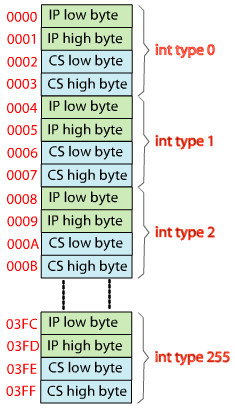 0000 IP low byte
0001 IP high byte
int type 0
0002 CS low byte
0003 CS high byte
0004 IP low byte
0005 IP high byte
int type 1
0006 CS low byte
0007 CS high byte
0008 IP low byte
0009 IP high byte
int type 2
000A CS low byte
000B CS high byte
03FC IP low byte
03FD IP high byte
int type 255
03FE CS low byte
03FF CS high byte